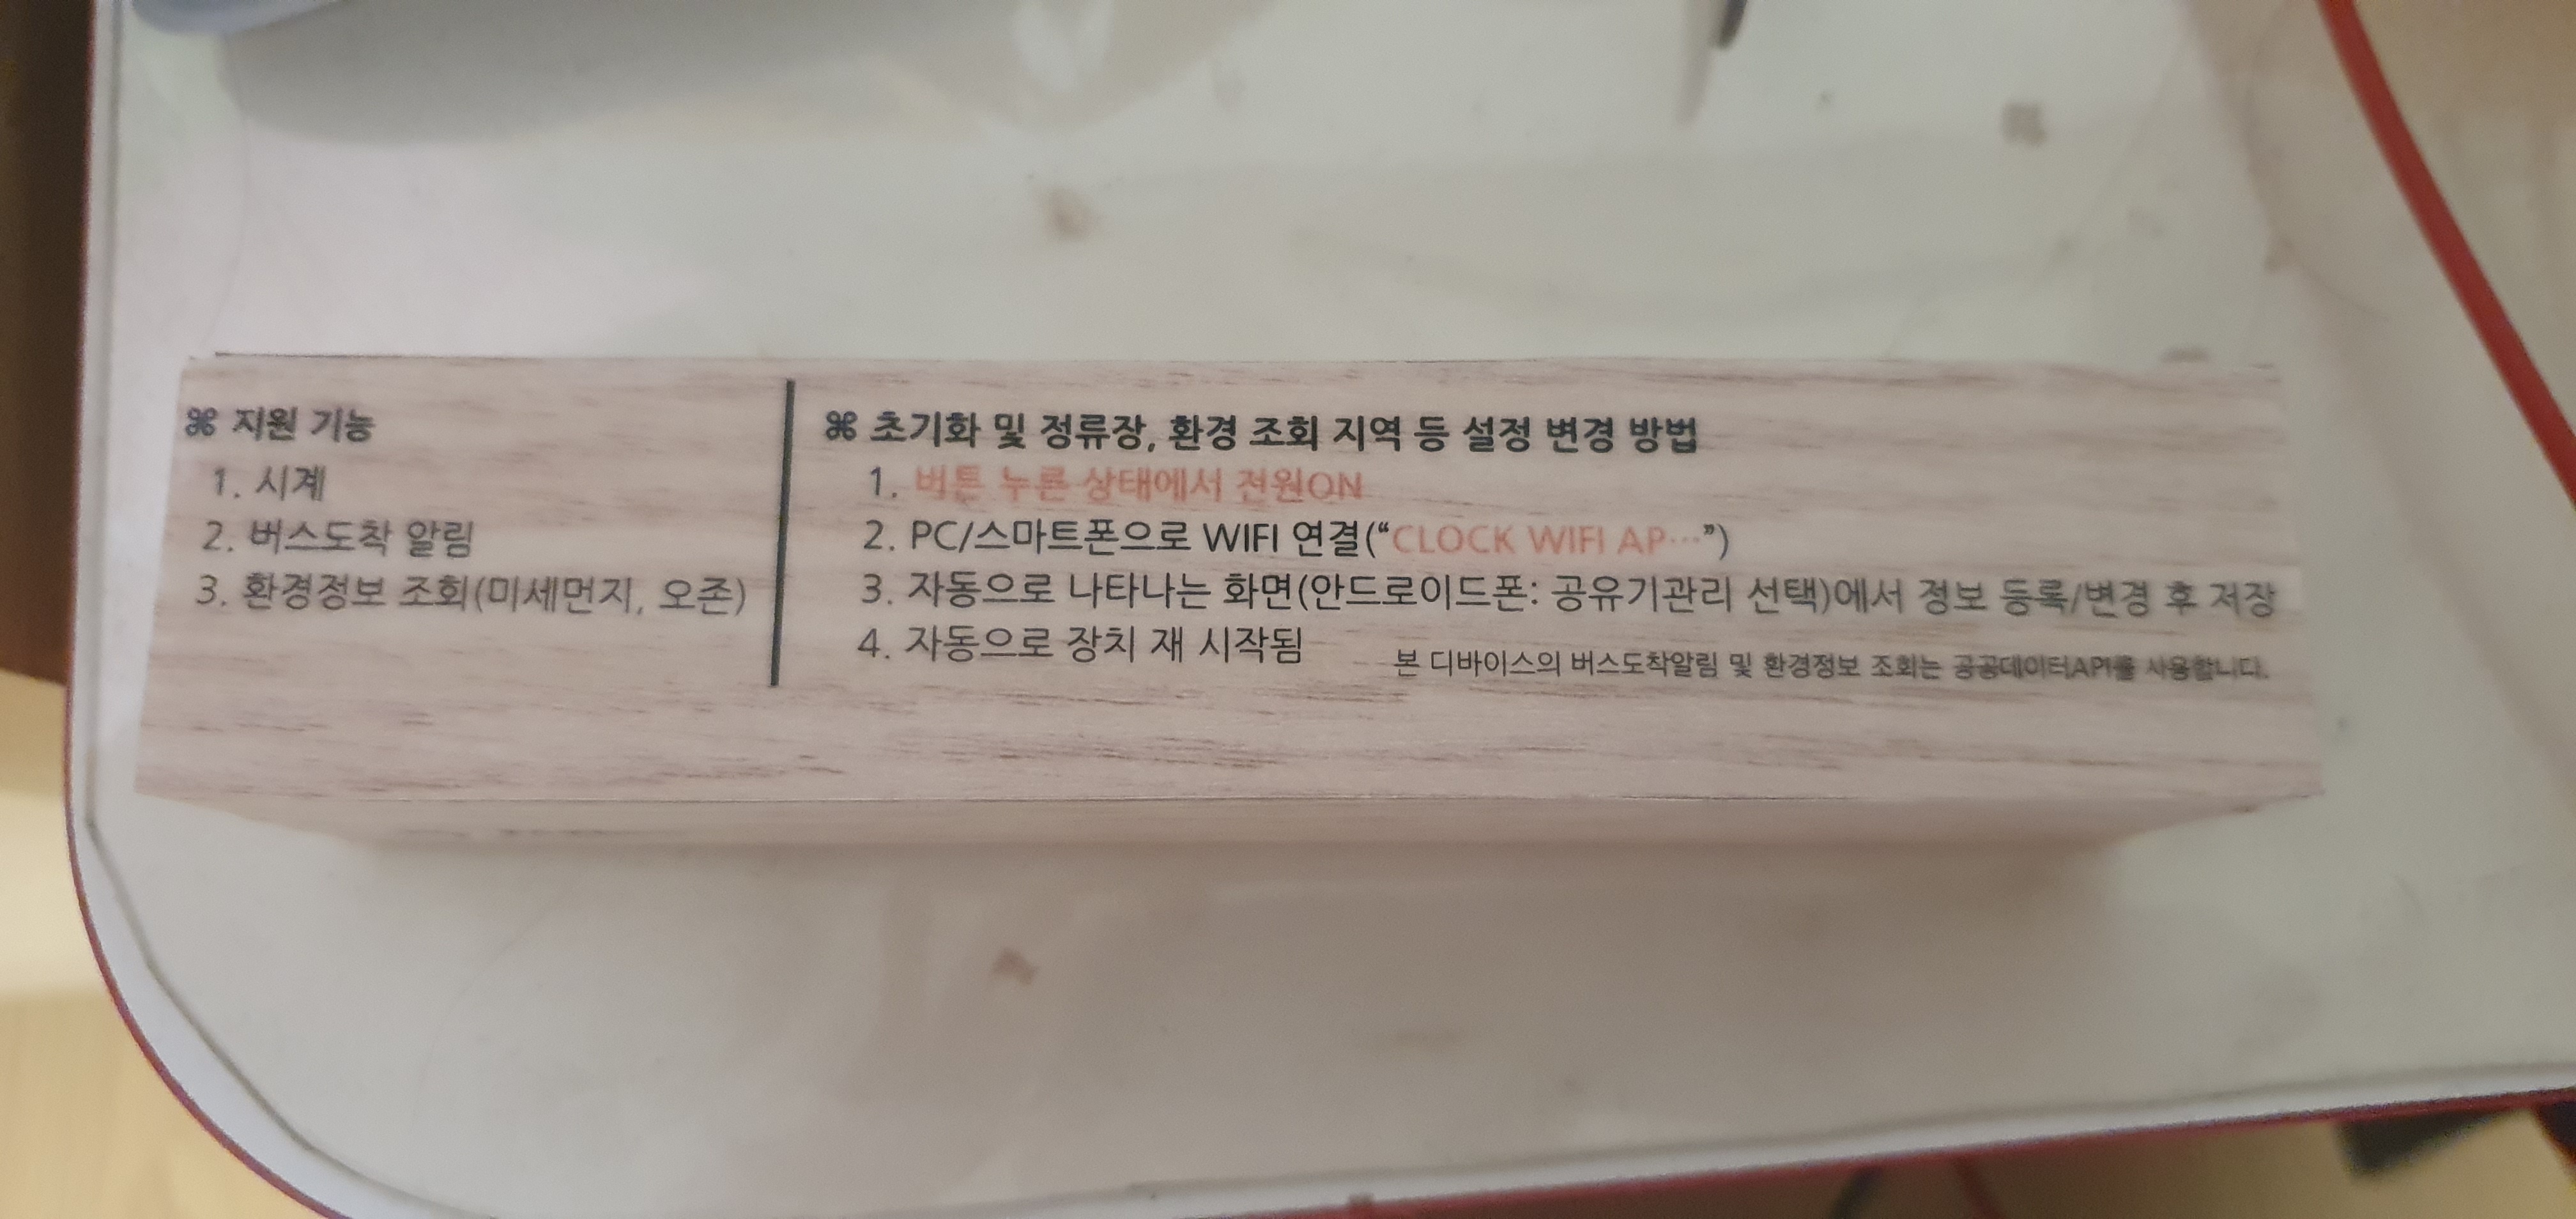 ⌘ 지원 기능
1. 시계
2. 버스도착 알림
3. 환경정보 조회(미세먼지, 오존)
⌘ 초기화 및 정류장, 환경 조회 지역 등 설정 변경 방법
1. 버튼 누른 상태에서 전원ON
2. PC/스마트폰으로 WIFI 연결(“CLOCK WIFI AP…”)
3. 자동으로 나타나는 화면(안드로이드폰: 공유기관리 선택)에서 정보 등록/변경 후 저장
4. 자동으로 장치 재 시작됨
본 디바이스의 버스도착알림 및 환경정보 조회는 공공데이터API를 사용합니다.